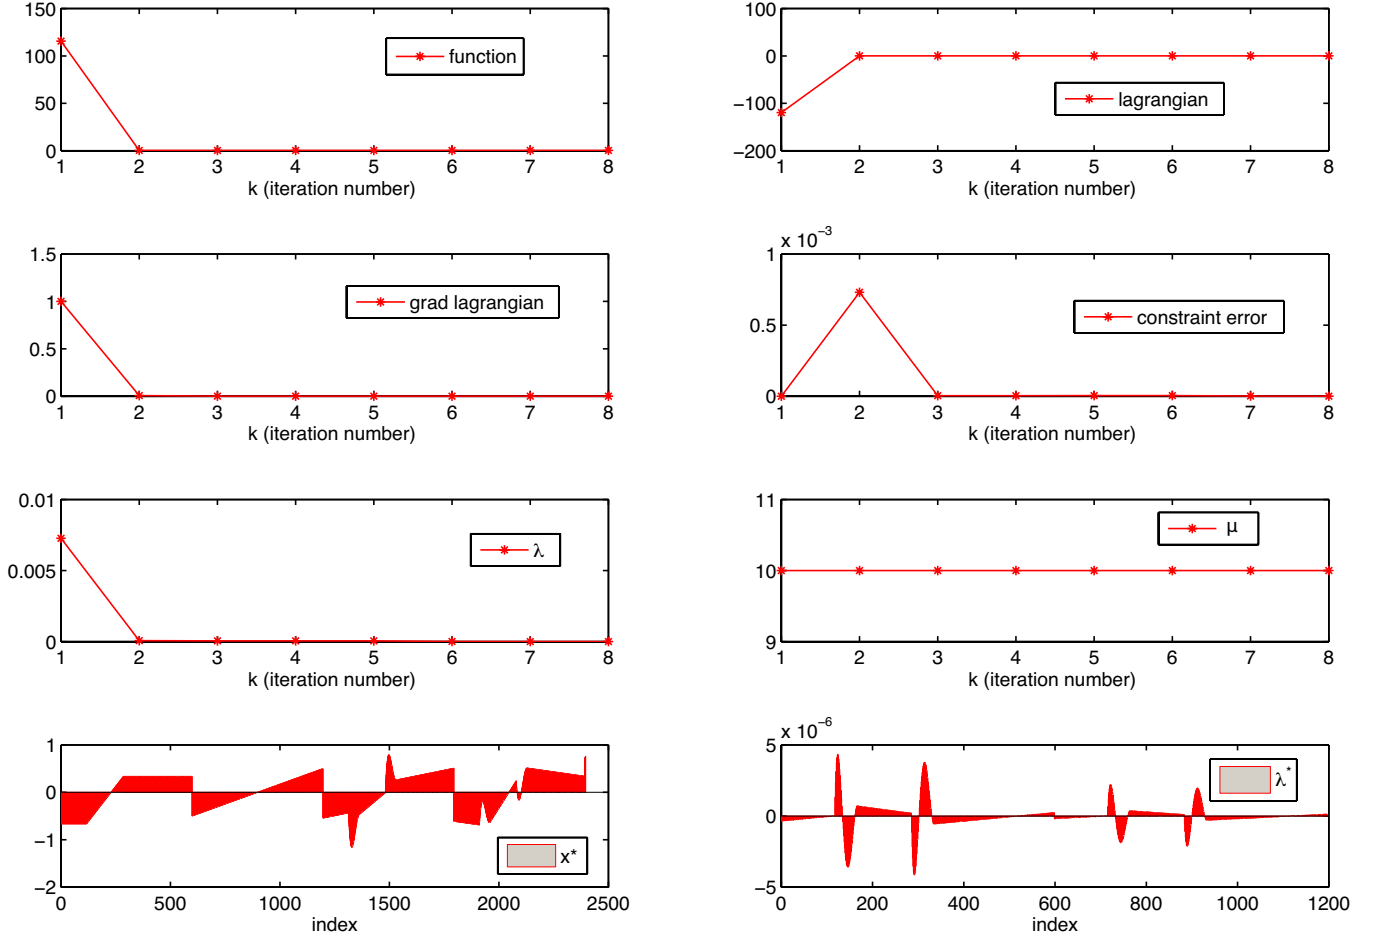 150
100
50
0
function
1 2 3 4 5 6 7 8
k (iteration number)
100
0
−100
−200
lagrangian
1 2 3 4 5 6 7 8
k (iteration number)
1.5
1
0.5
0
grad lagrangian
1 2 3 4 5 6 7 8
k (iteration number)
x 10−3
1
0.5
0
constraint error
1 2 3 4 5 6 7 8
k (iteration number)
0.01
0.005
0
λ
1 2 3 4 5 6 7 8
k (iteration number)
11
10
9
μ
1 2 3 4 5 6 7 8
k (iteration number)
1
0
−1
−2
x*
0 500 1000 1500 2000 2500
index
x 10−6
5
0
−5
λ*
0 200 400 600 800 1000 1200
index